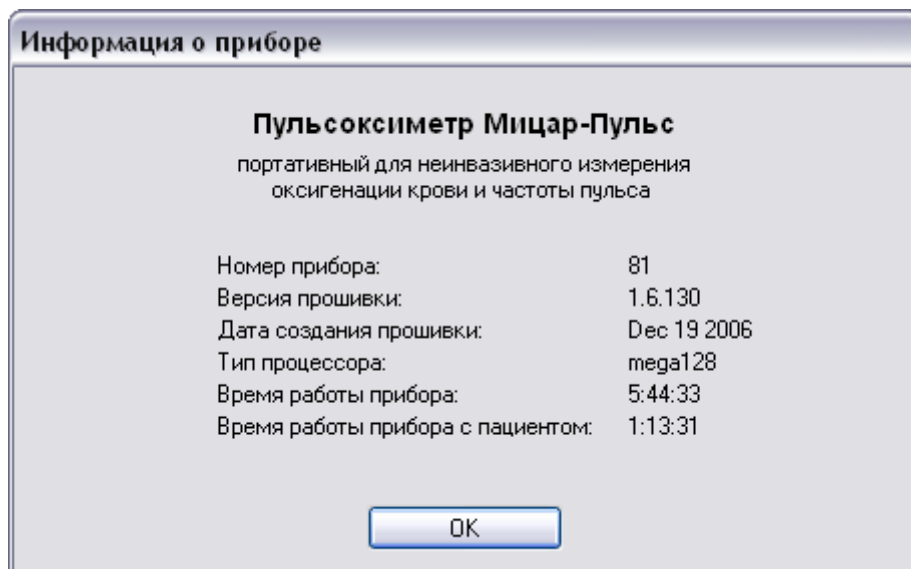 Информация о приборе
Пульсоксиметр Мицар-Пульс
портативный для неинвазивного измерения
оксигенации крови и частоты пульса
Номер прибора: 81
Версия прошивки: 1.6.130
Дата создания прошивки: Dec 19 2006
Тип процессора: mega128
Время работы прибора: 5:44:33
Время работы прибора с пациентом: 1:13:31
OK